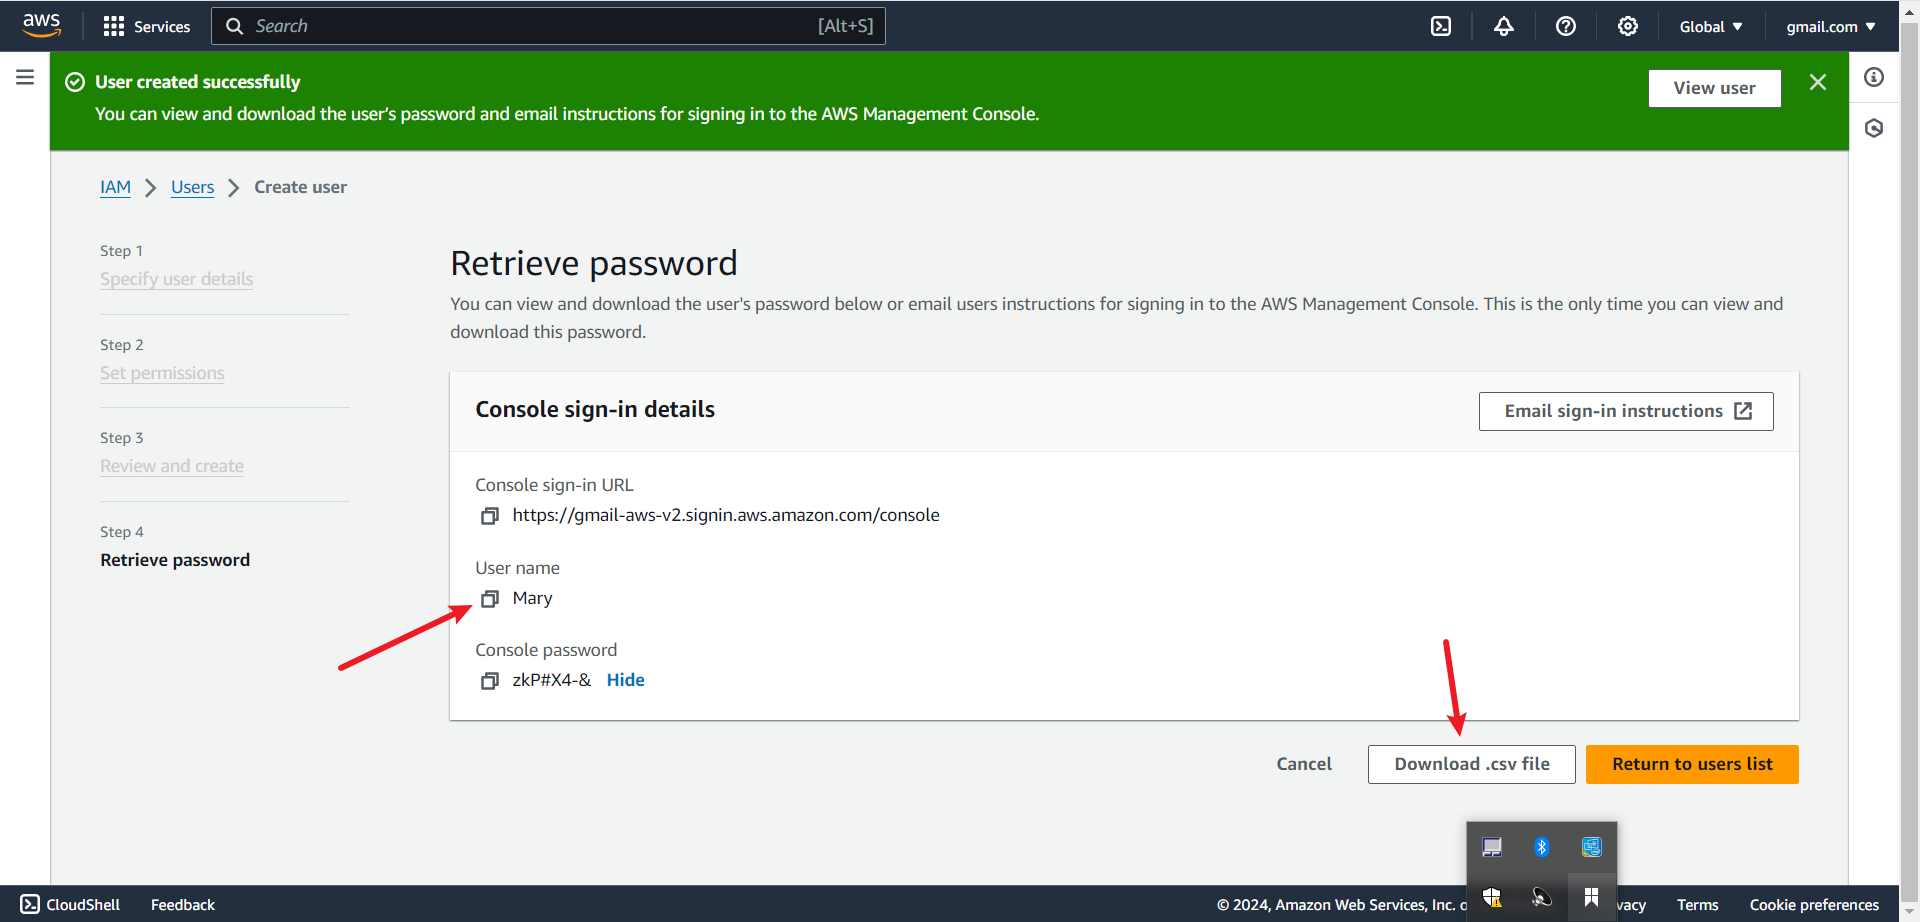 aws
Services
Search
[Alt+S]
Global
gmail.com
User created successfully
You can view and download the user's password and email instructions for signing in to the AWS Management Console.
View user
IAM
Users
Create user
Step 1
Specify user details
Step 2
Set permissions
Step 3
Review and create
Step 4
Retrieve password
Retrieve password
You can view and download the user's password below or email users instructions for signing in to the AWS Management Console. This is the only time you can view and
download this password.
Console sign-in details
Email sign-in instructions
Console sign-in URL
https://gmail-aws-v2.signin.aws.amazon.com/console
User name
Mary
Console password
zkP#X4-&
Hide
Cancel
Download .csv file
Return to users list
CloudShell
Feedback
© 2024, Amazon Web Services, Inc.
Terms
Cookie preferences